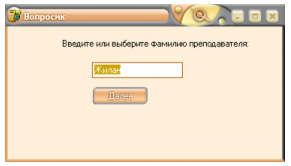 Вопросик
Введите или выберите фамилию преподавателя:
Жилан
Далее